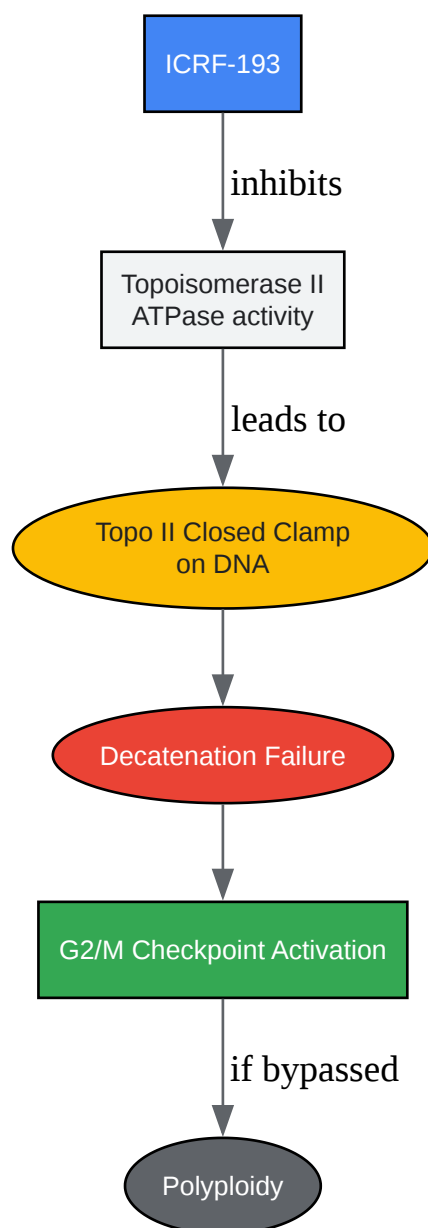 ICRF-193
inhibits
Topoisomerase II
ATPase activity
leads to
Topo II Closed Clamp
on DNA
Decatenation Failure
G2/M Checkpoint Activation
if bypassed
Polyploidy